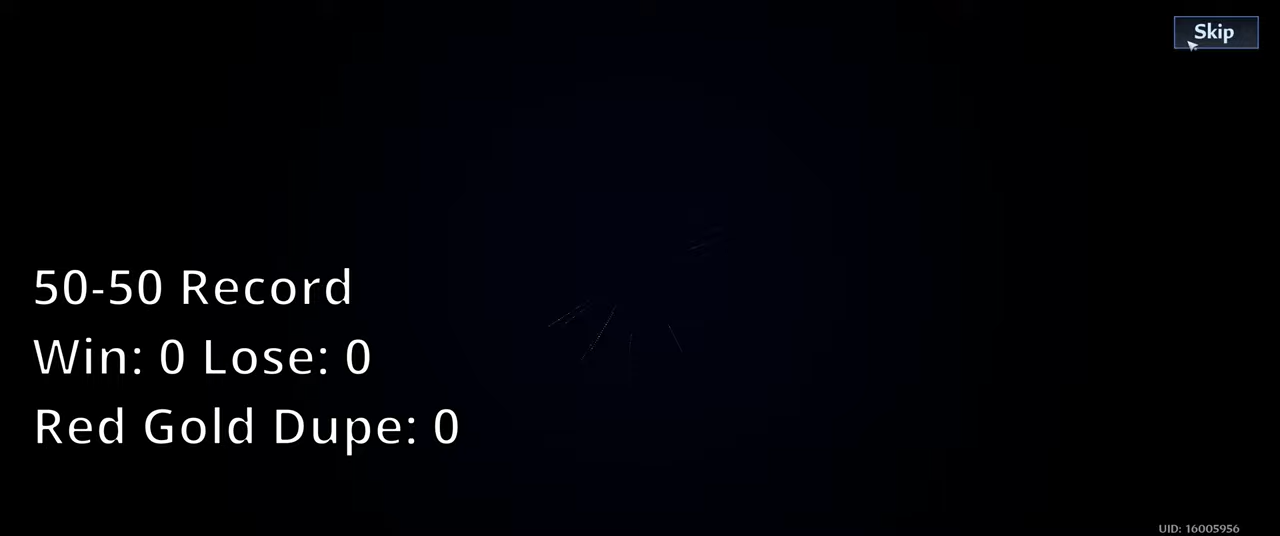 Skip
50-50 Record
Win: 0 Lose: 0
Red Gold Dupe: 0
UID: 16005956